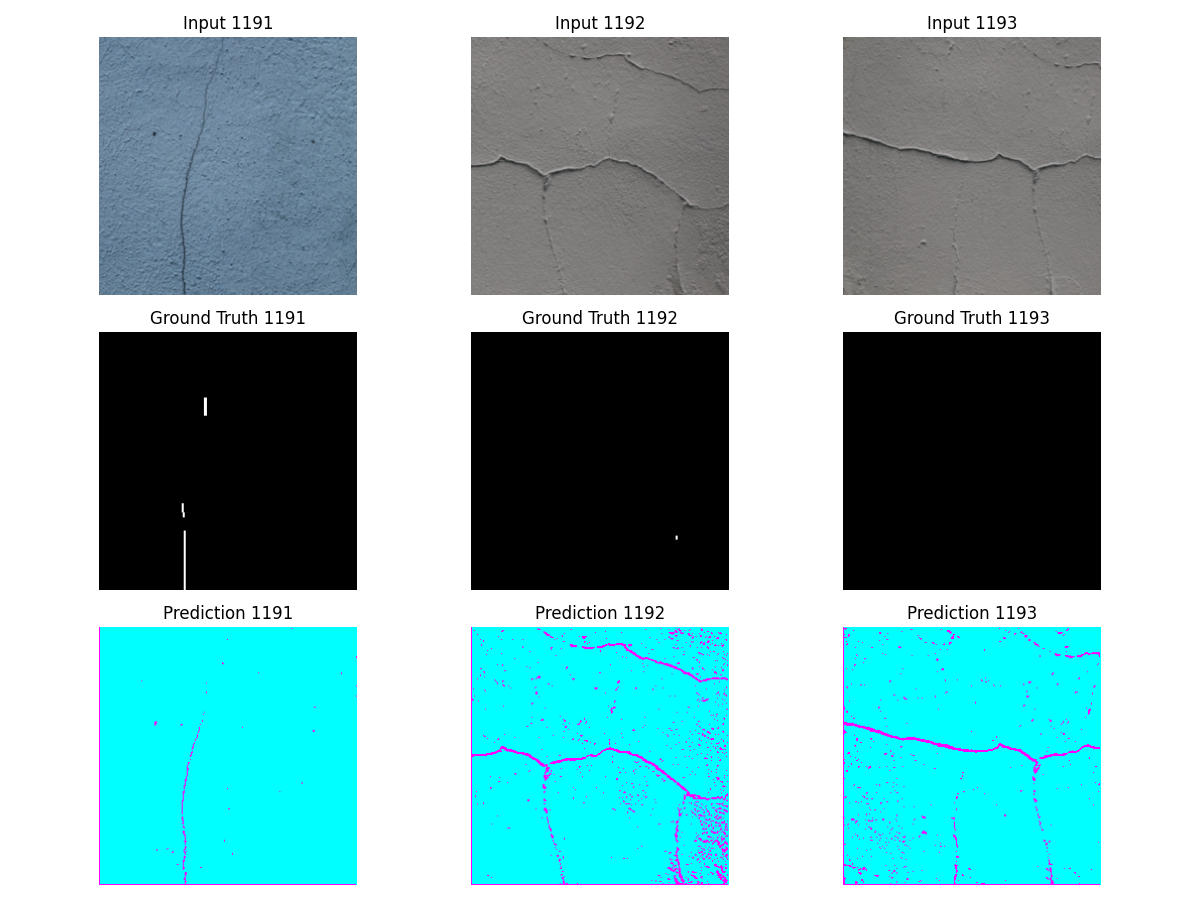 Input 1191
Input 1192
Input 1193
Ground Truth 1191
Ground Truth 1192
Ground Truth 1193
Prediction 1191
Prediction 1192
Prediction 1193